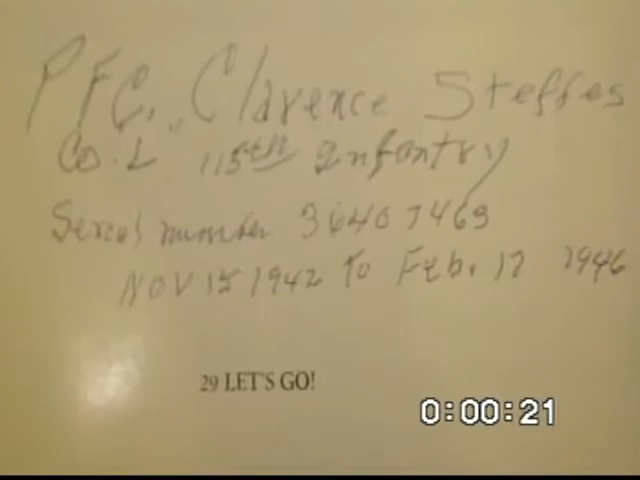 PFC. Clarence Steffes
Co. L 115th Infantry
Serial number 36407469
NOV 15 1942 to Feb. 17 1946
29 LET'S GO!
0:00:21